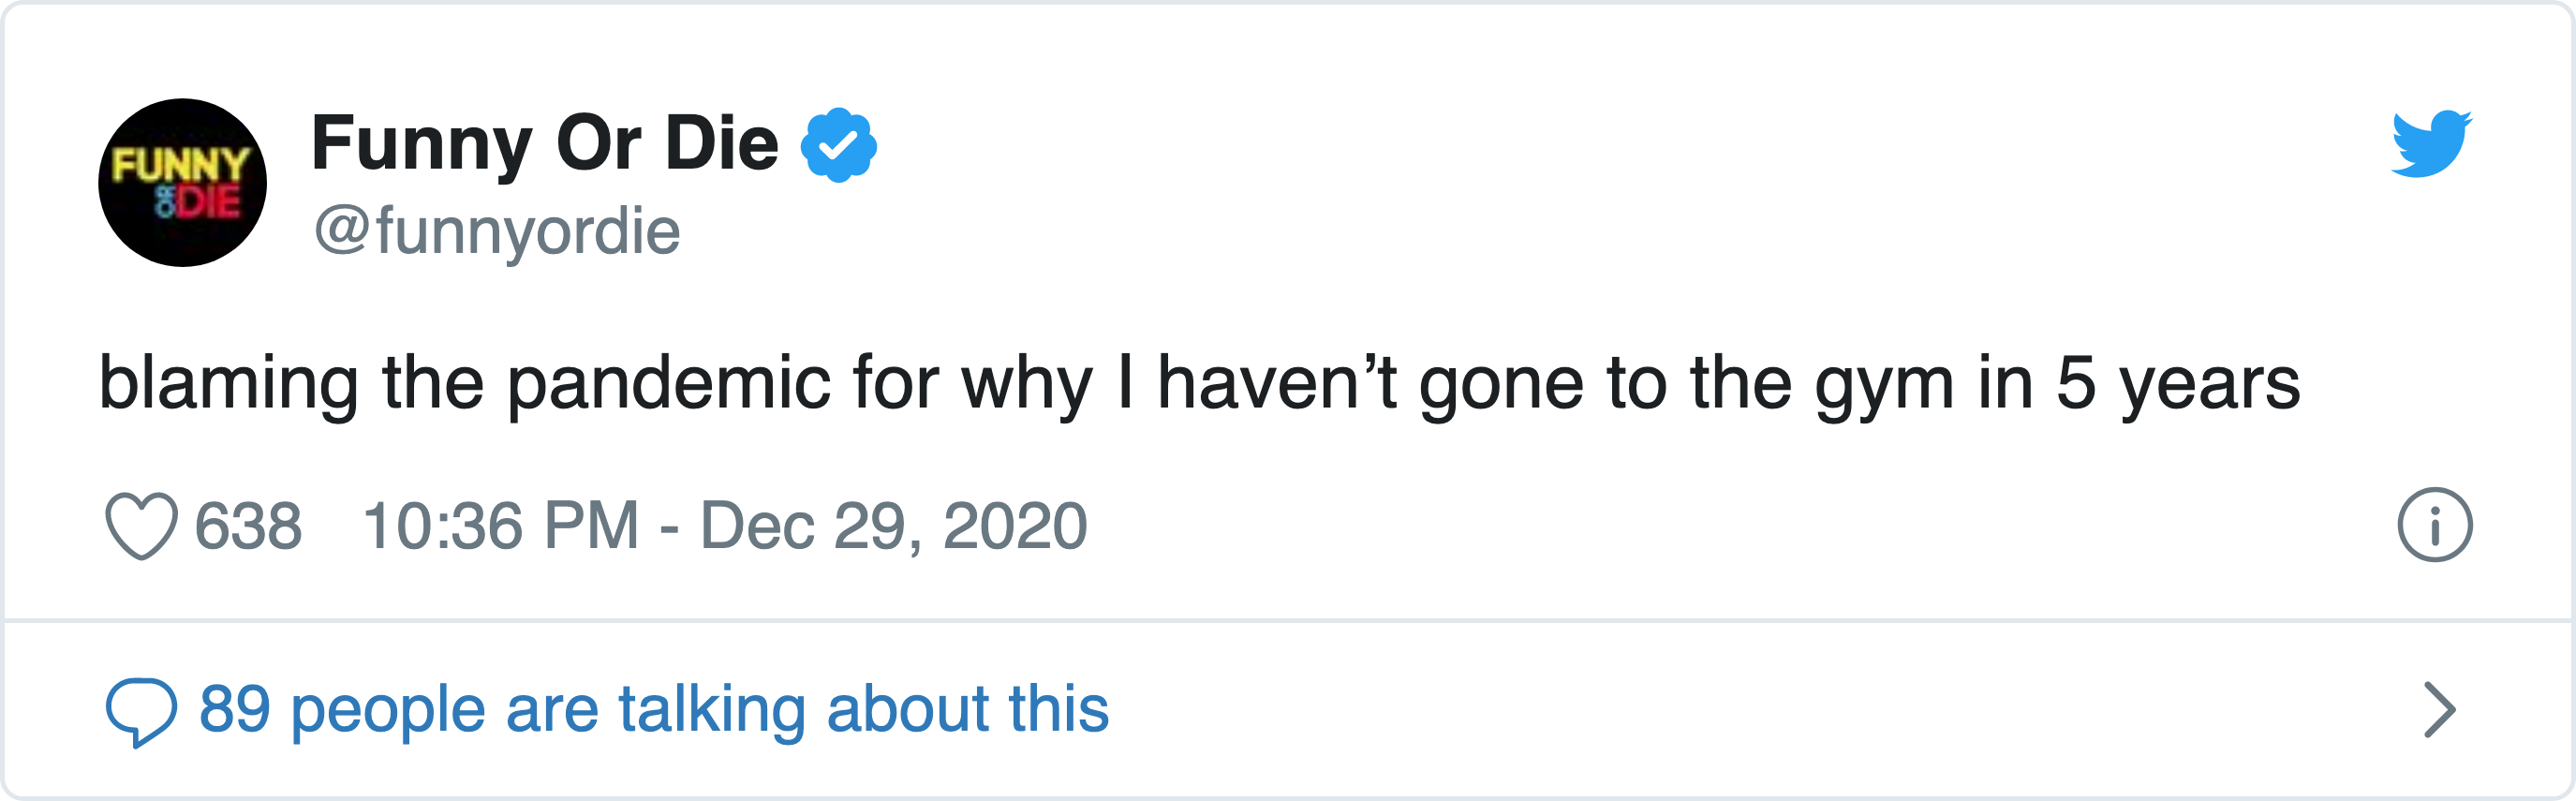 FUNNY
OR DIE
Funny Or Die
@funnyordie
blaming the pandemic for why I haven’t gone to the gym in 5 years
638 10:36 PM - Dec 29, 2020
89 people are talking about this